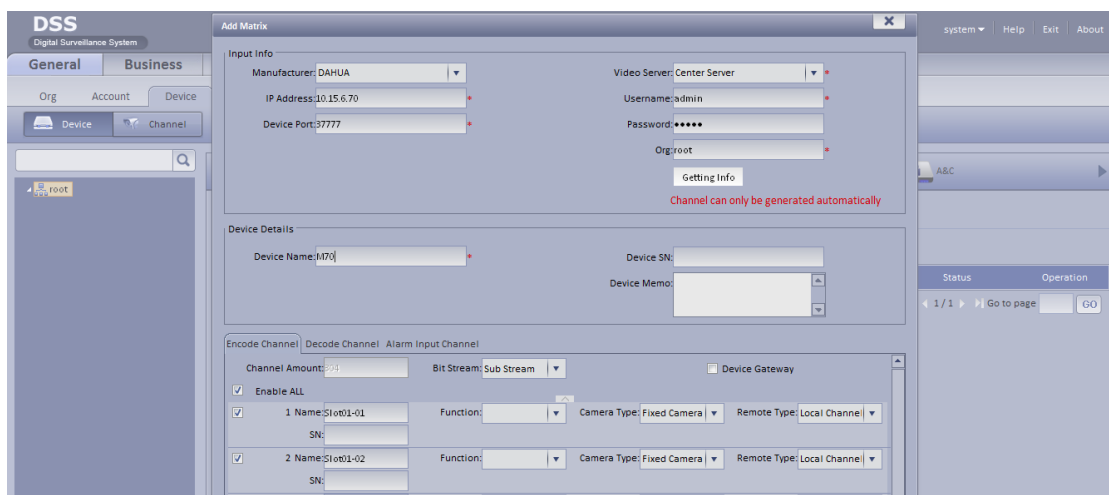 DSS
Digital Surveillance System
system Help Exit About
General Business
Org Account Device
Device Channel
root
A&C
Status Operation
1/1 Go to page GO
Add Matrix
Input Info
Manufacturer: DAHUA Video Server: Center Server *
IP Address: 10.15.6.70 * Username: admin *
Device Port: 37777 * Password: •••••
Org: root *
Getting Info
Channel can only be generated automatically
Device Details
Device Name: M70 * Device SN:
Device Memo:
Encode Channel Decode Channel Alarm Input Channel
Channel Amount: Bit Stream: Sub Stream Device Gateway
Enable ALL
1 Name: Slot01-01 Function: Camera Type: Fixed Camera Remote Type: Local Channel
SN:
2 Name: Slot01-02 Function: Camera Type: Fixed Camera Remote Type: Local Channel
SN: